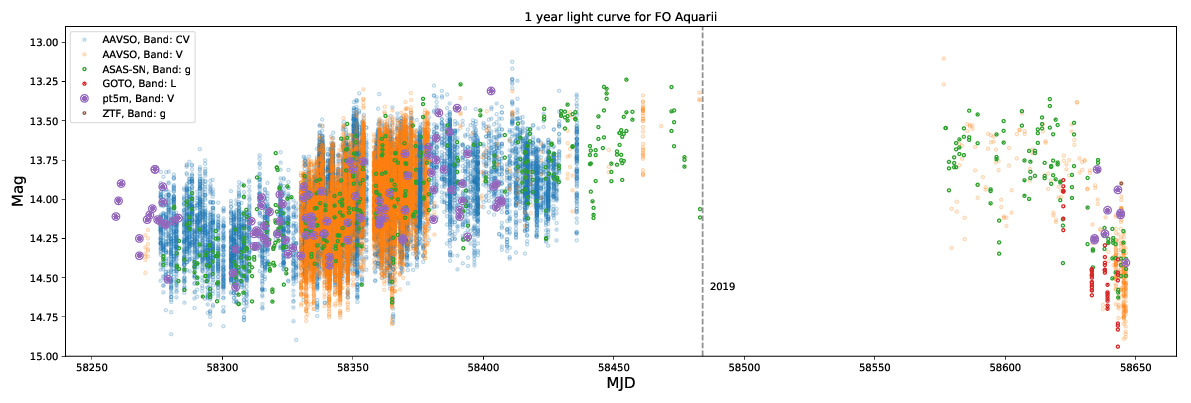 1 year light curve for FO Aquarii
AAVSO, Band: CV
AAVSO, Band: V
ASAS-SN, Band: g
GOTO, Band: L
pt5m, Band: V
ZTF, Band: g
Mag
13.00
13.25
13.50
13.75
14.00
14.25
14.50
14.75
15.00
2019
58250
58300
58350
58400
58450
58500
58550
58600
58650
MJD